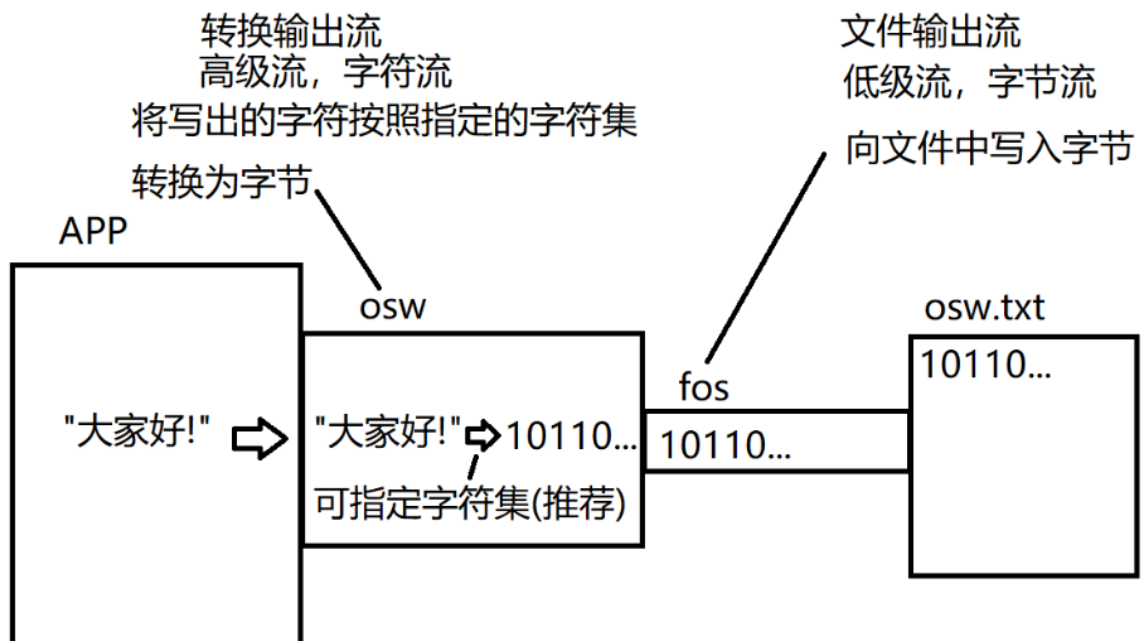 转换输出流
高级流，字符流
将写出的字符按照指定的字符集
转换为字节
文件输出流
低级流，字节流
向文件中写入字节
APP
osw
osw.txt
fos
"大家好!"
"大家好!"
10110...
10110...
10110...
可指定字符集(推荐)